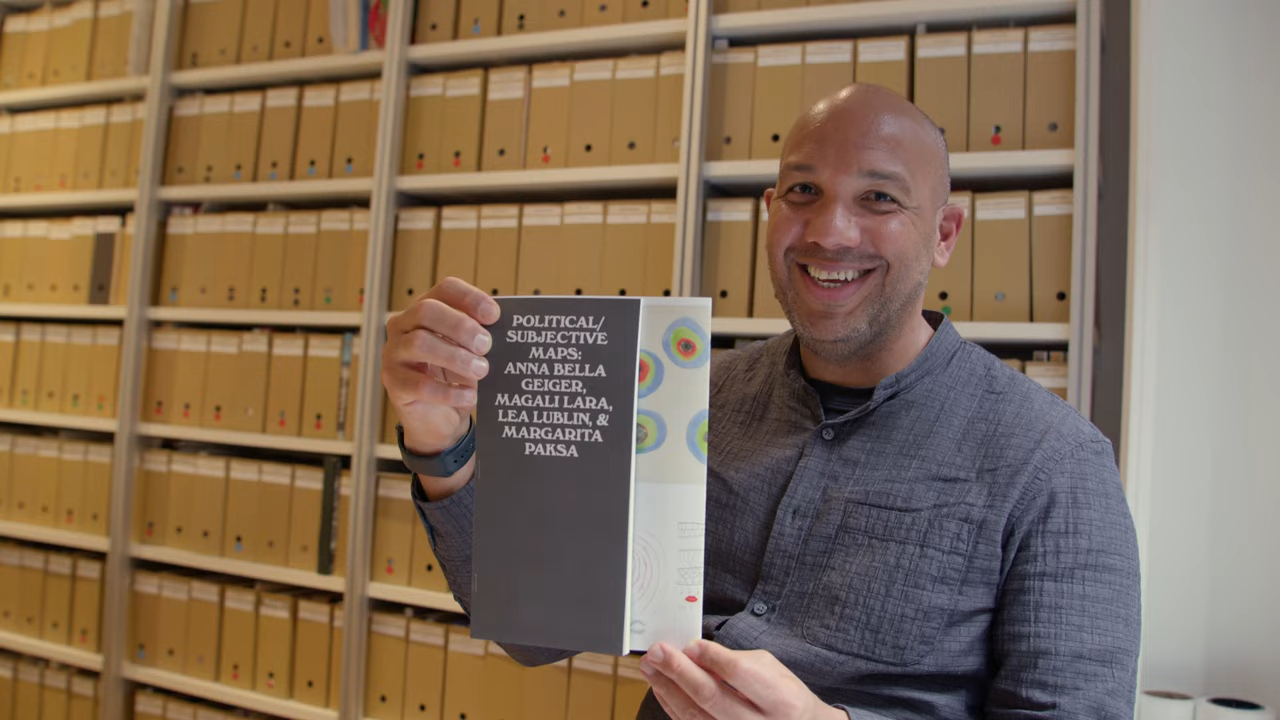 POLITICAL/
SUBJECTIVE
MAPS:
ANNA BELLA
GEIGER,
MAGALI LARA,
LEA LUBLIN, &
MARGARITA
PAKSA